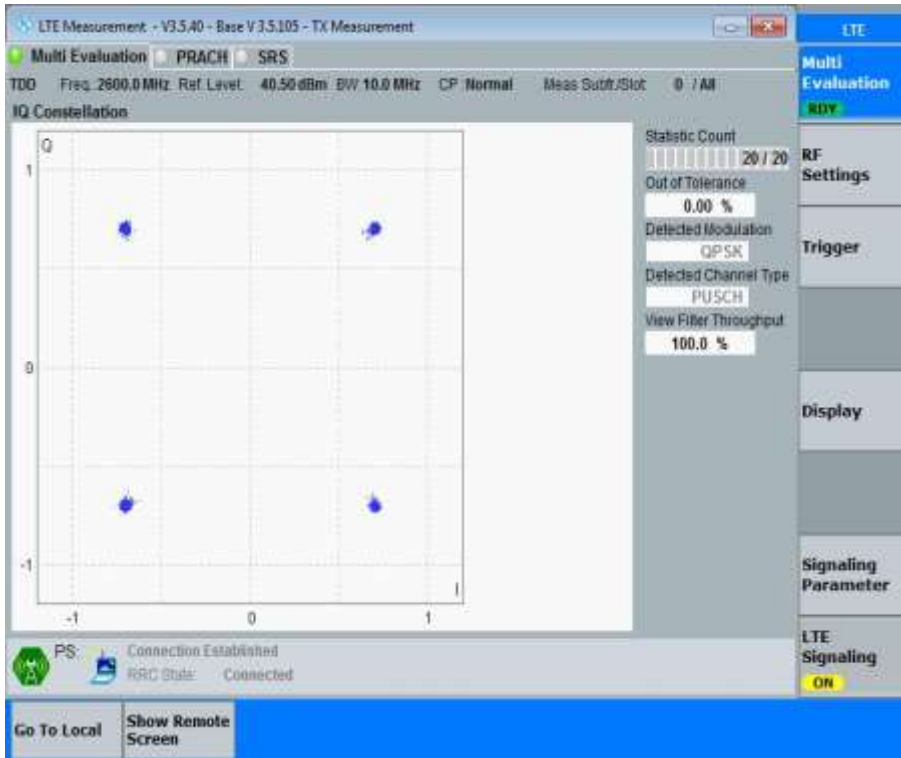 LTE Measurement - V3.5.40 - Base V 3.5.105 - TX Measurement
Multi Evaluation PRACH SRS
TDD Freq.:2600.0 MHz Ref. Level: 40.50 dBm BW: 10.0 MHz CP: Normal Meas Subfr./Slot: 0 / All
IQ Constellation
Q
1
0
-1
I
-1 0 1
Statistic Count
20 / 20
Out of Tolerance
0.00 %
Detected Modulation
QPSK
Detected Channel Type
PUSCH
View Filter Throughput
100.0 %
PS: Connection Established
RRC State: Connected
LTE
Multi
Evaluation
RDY
RF
Settings
Trigger
Display
Signaling
Parameter
LTE
Signaling
ON
Go To Local
Show Remote
Screen